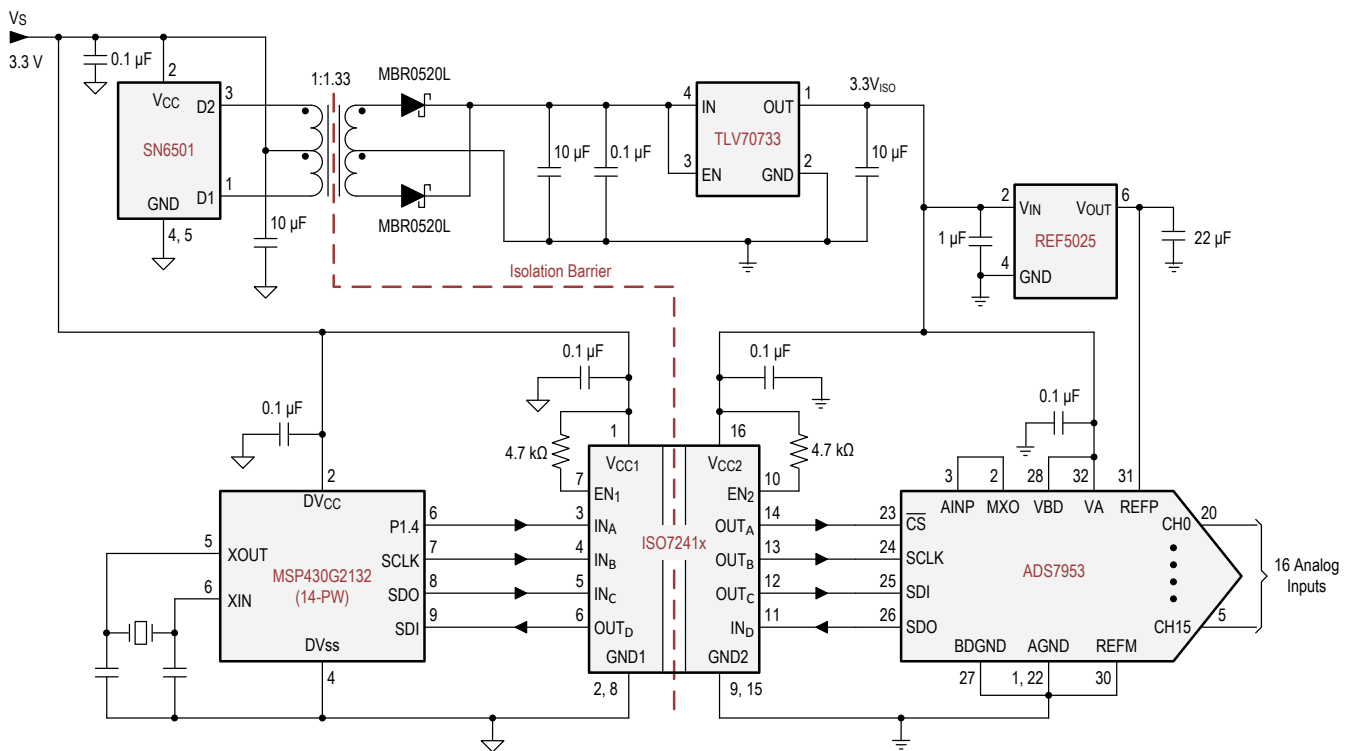 VS
3.3 V
0.1 µF
2
VCC
D2
3
SN6501
D1
1
GND
4, 5
10 µF
1:1.33
MBR0520L
MBR0520L
10 µF
0.1 µF
4
IN
OUT
1
TLV70733
3
EN
GND
2
3.3VISO
10 µF
2
VIN
VOUT
6
REF5025
1 µF
4
GND
22 µF
Isolation Barrier
0.1 µF
0.1 µF
0.1 µF
0.1 µF
4.7 kΩ
1
16
4.7 kΩ
2
DVCC
5
XOUT
6
XIN
MSP430G2132
(14-PW)
P1.4
6
SCLK
7
SDO
8
SDI
9
DVss
4
VCC1
7
EN1
3
INA
4
INB
5
INC
6
OUTD
GND1
2, 8
ISO7241x
VCC2
EN2
10
OUTA
14
OUTB
13
OUTC
12
IND
11
GND2
9, 15
3
2
28
32
31
AINP
MXO
VBD
VA
REFP
23
CS
24
SCLK
25
SDI
26
SDO
ADS7953
CH0
20
CH15
5
16 Analog
Inputs
BDGND
AGND
REFM
27
1, 22
30